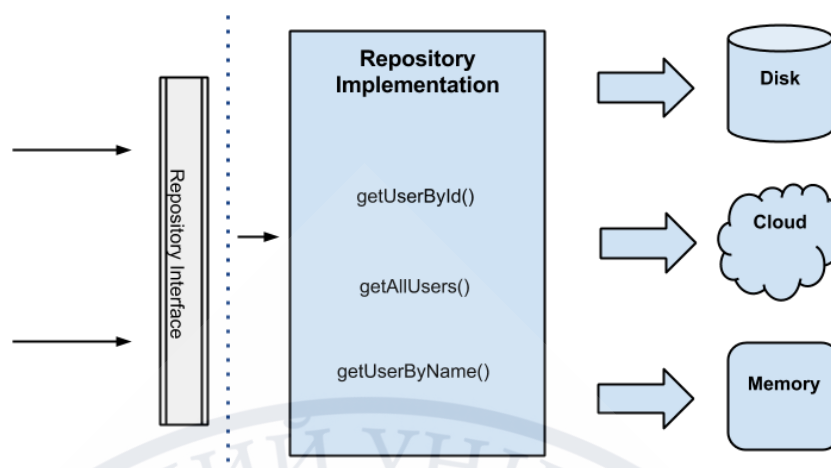 Repository
Implementation
Disk
Repository Interface
getUserById()
Cloud
getAllUsers()
getUserByName()
Memory